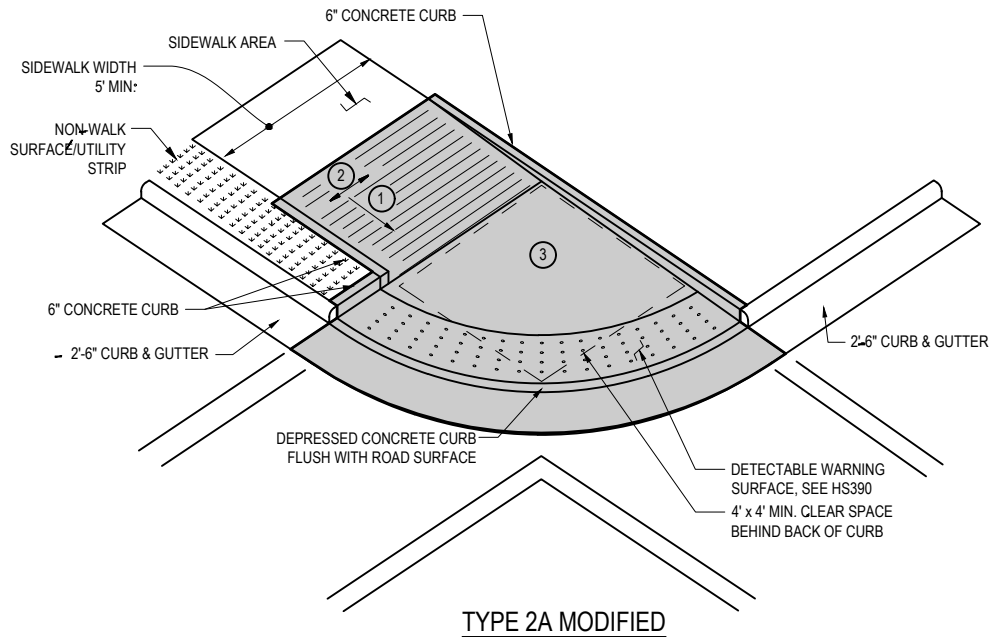 6" CONCRETE CURB
SIDEWALK AREA
SIDEWALK WIDTH
5' MIN.
NON-WALK
SURFACE/UTILITY
STRIP
2
1
3
6" CONCRETE CURB
2'-6" CURB & GUTTER
2'-6" CURB & GUTTER
DEPRESSED CONCRETE CURB
FLUSH WITH ROAD SURFACE
DETECTABLE WARNING
SURFACE, SEE HS390
4' x 4' MIN. CLEAR SPACE
BEHIND BACK OF CURB
TYPE 2A MODIFIED